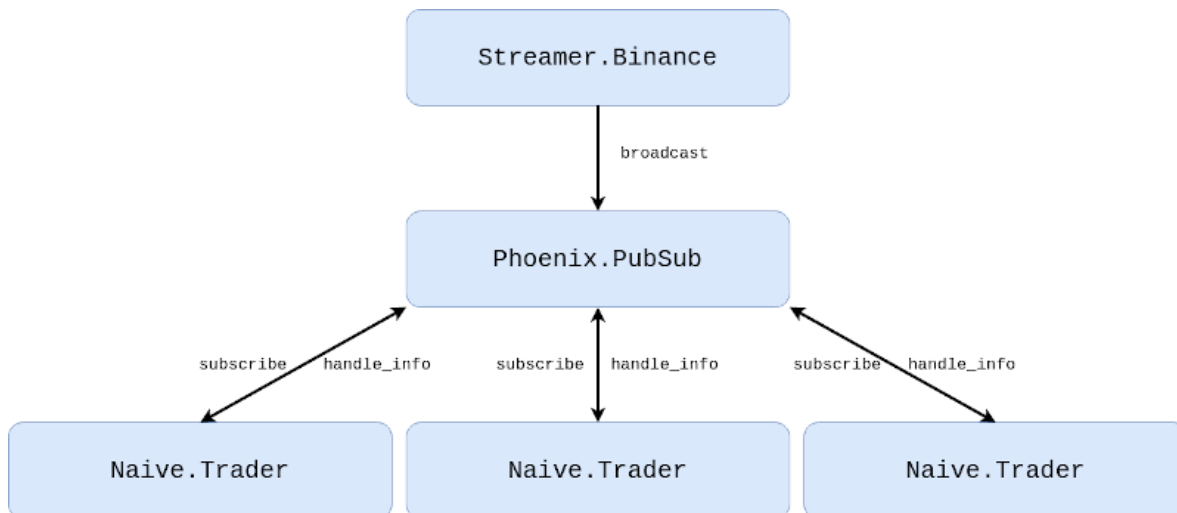 Streamer.Binance
broadcast
Phoenix.PubSub
subscribe handle_info subscribe handle_info subscribe handle_info
Naive.Trader Naive.Trader Naive.Trader